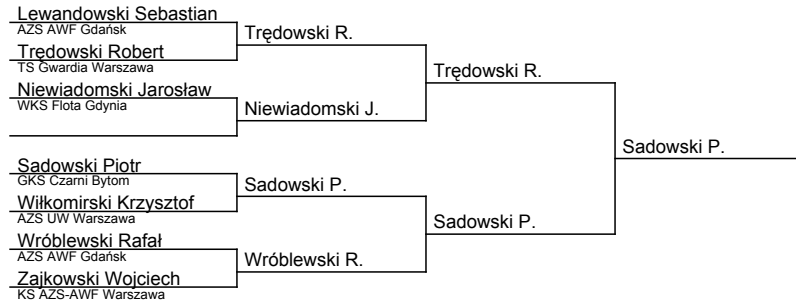 Lewandowski Sebastian
AZS AWF Gdańsk
Trędowski Robert
TS Gwardia Warszawa
Niewiadomski Jarosław
WKS Flota Gdynia
Sadowski Piotr
GKS Czarni Bytom
Wiłkomirski Krzysztof
AZS UW Warszawa
Wróblewski Rafał
AZS AWF Gdańsk
Zajkowski Wojciech
KS AZS-AWF Warszawa
Trędowski R.
Niewiadomski J.
Sadowski P.
Wróblewski R.
Trędowski R.
Sadowski P.
Sadowski P.